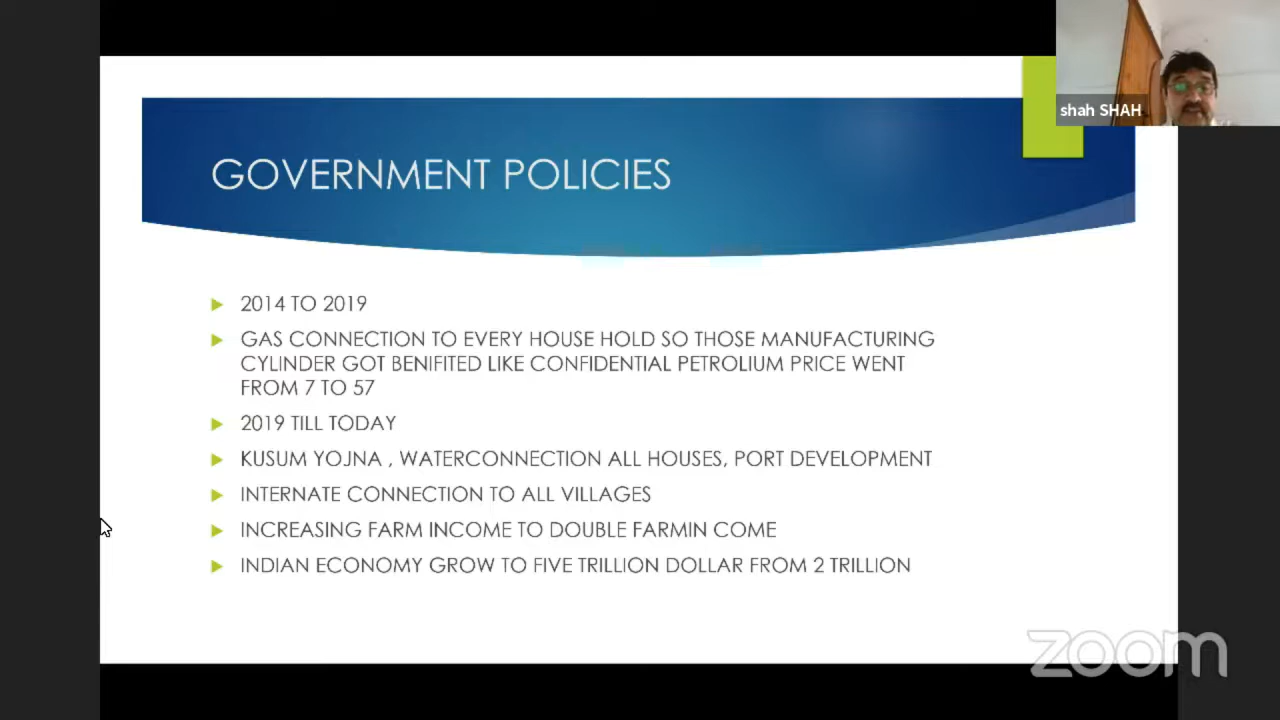 shah SHAH
GOVERNMENT POLICIES
2014 TO 2019
GAS CONNECTION TO EVERY HOUSE HOLD SO THOSE MANUFACTURING
CYLINDER GOT BENIFITED LIKE CONFIDENTIAL PETROLIUM PRICE WENT
FROM 7 TO 57
2019 TILL TODAY
KUSUM YOJNA , WATERCONNECTION ALL HOUSES, PORT DEVELOPMENT
INTERNATE CONNECTION TO ALL VILLAGES
INCREASING FARM INCOME TO DOUBLE FARMIN COME
INDIAN ECONOMY GROW TO FIVE TRILLION DOLLAR FROM 2 TRILLION
zoom